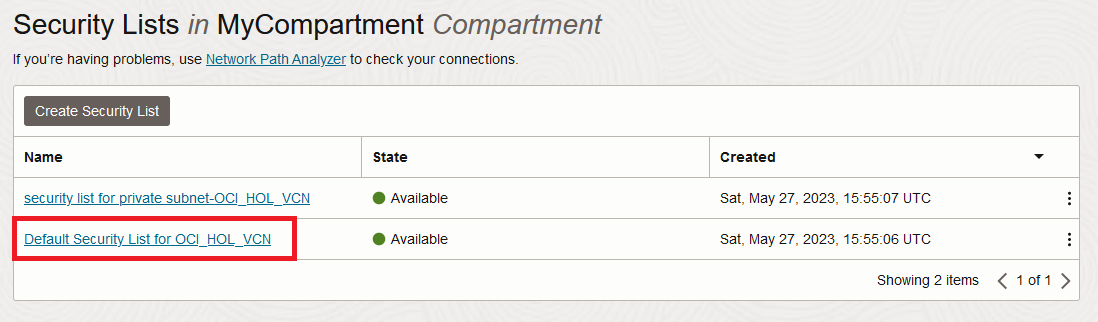 Security Lists in MyCompartment Compartment
If you're having problems, use Network Path Analyzer to check your connections.
Create Security List
Name State Created
security list for private subnet-OCI_HOL_VCN Available Sat, May 27, 2023, 15:55:07 UTC
Default Security List for OCI_HOL_VCN Available Sat, May 27, 2023, 15:55:06 UTC
Showing 2 items 1 of 1